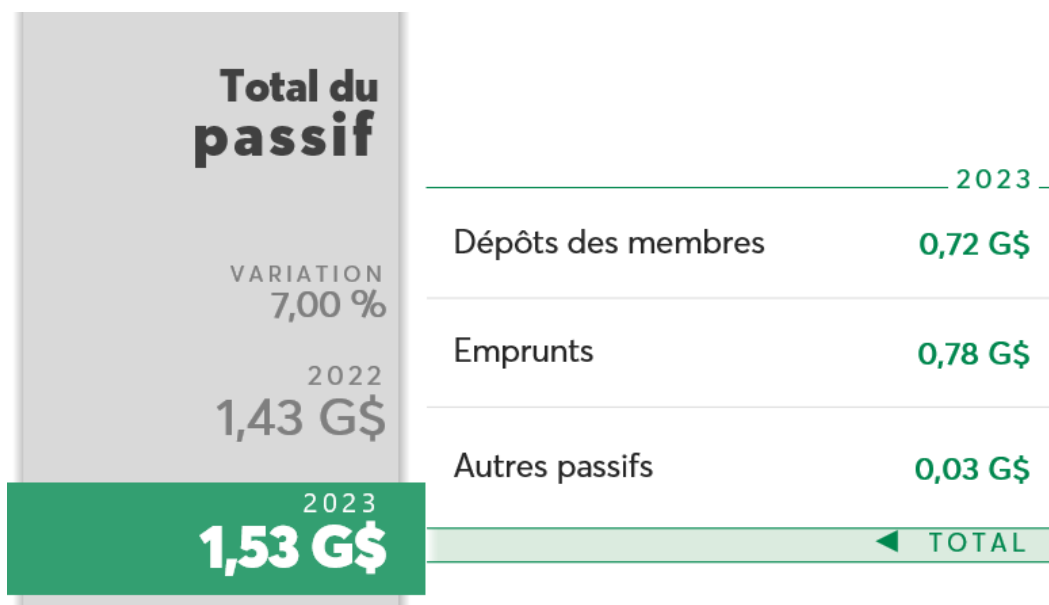 Total du
passif
VARIATION
7,00 %
2022
1,43 G$
2023
1,53 G$
2023
Dépôts des membres 0,72 G$
Emprunts 0,78 G$
Autres passifs 0,03 G$
◀ TOTAL